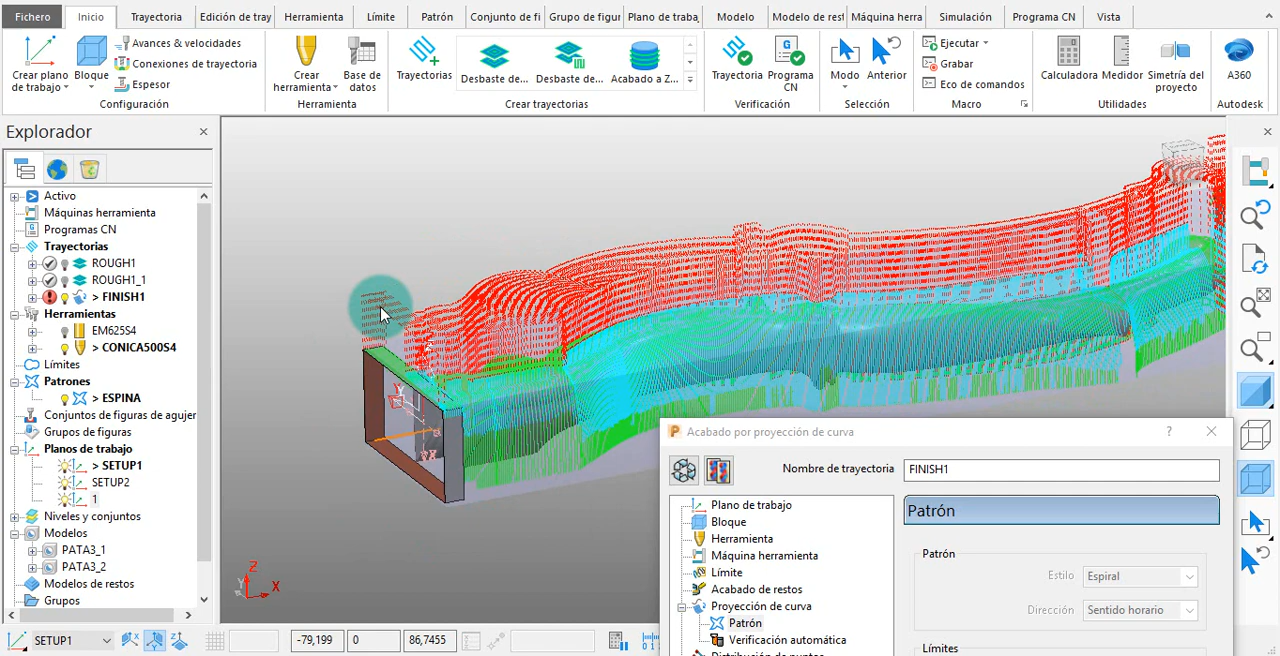 Fichero
Inicio
Trayectoria
Edición de tray
Herramienta
Límite
Patrón
Conjunto de fi
Grupo de figur
Plano de traba
Modelo
Modelo de rest
Máquina herra
Simulación
Programa CN
Vista
Crear plano
de trabajo
Bloque
Avances & velocidades
Conexiones de trayectoria
Espesor
Configuración
Crear
herramienta
Base de
datos
Herramienta
Trayectorias
Desbaste de...
Desbaste de...
Acabado a Z...
Crear trayectorias
Trayectoria
Programa
CN
Verificación
Modo
Anterior
Selección
Ejecutar
Grabar
Eco de comandos
Macro
Calculadora
Medidor
Simetría del
proyecto
Utilidades
A360
Autodesk
Explorador
Activo
Máquinas herramienta
Programas CN
Trayectorias
ROUGH1
ROUGH1_1
> FINISH1
Herramientas
EM625S4
> CONICA500S4
Límites
Patrones
> ESPINA
Conjuntos de figuras de agujer
Grupos de figuras
Planos de trabajo
> SETUP1
SETUP2
1
Niveles y conjuntos
Modelos
PATA3_1
PATA3_2
Modelos de restos
Grupos
Z
Y
X
Acabado por proyección de curva
Nombre de trayectoria
FINISH1
Plano de trabajo
Bloque
Herramienta
Máquina herramienta
Límite
Acabado de restos
Proyección de curva
Patrón
Verificación automática
Distribución de puntos
Patrón
Patrón
Estilo
Espiral
Dirección
Sentido horario
Límites
SETUP1
-79,199
0
86,7455